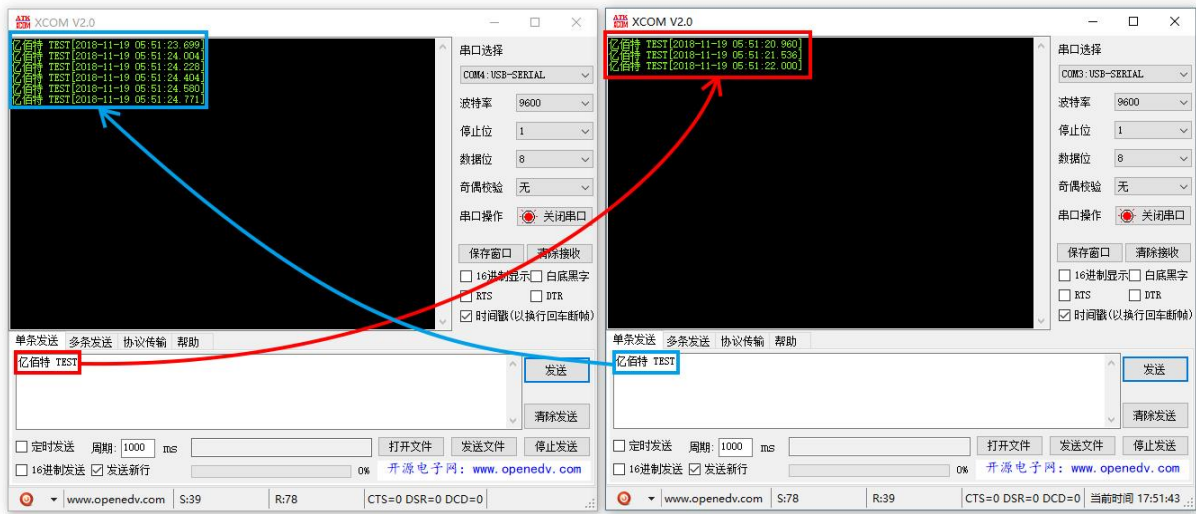 XCOM V2.0
亿佰特 TEST[2018-11-19 05:51:23.699]
亿佰特 TEST[2018-11-19 05:51:24.004]
亿佰特 TEST[2018-11-19 05:51:24.228]
亿佰特 TEST[2018-11-19 05:51:24.404]
亿佰特 TEST[2018-11-19 05:51:24.580]
亿佰特 TEST[2018-11-19 05:51:24.771]
串口选择
COM4:USB-SERIAL
波特率 9600
停止位 1
数据位 8
奇偶校验 无
串口操作 关闭串口
保存窗口 清除接收
16进制显示 白底黑字
RTS DTR
时间戳(以换行回车断帧)
单条发送 多条发送 协议传输 帮助
亿佰特 TEST
发送
清除发送
定时发送 周期: 1000 ms 打开文件 发送文件 停止发送
16进制发送 发送新行 0% 开源电子网: www.openedv.com
www.openedv.com S:39 R:78 CTS=0 DSR=0 DCD=0
XCOM V2.0
亿佰特 TEST[2018-11-19 05:51:20.960]
亿佰特 TEST[2018-11-19 05:51:21.536]
亿佰特 TEST[2018-11-19 05:51:22.000]
串口选择
COM3:USB-SERIAL
波特率 9600
停止位 1
数据位 8
奇偶校验 无
串口操作 关闭串口
保存窗口 清除接收
16进制显示 白底黑字
RTS DTR
时间戳(以换行回车断帧)
单条发送 多条发送 协议传输 帮助
亿佰特 TEST
发送
清除发送
定时发送 周期: 1000 ms 打开文件 发送文件 停止发送
16进制发送 发送新行 0% 开源电子网: www.openedv.com
www.openedv.com S:78 R:39 CTS=0 DSR=0 DCD=0 当前时间 17:51:43